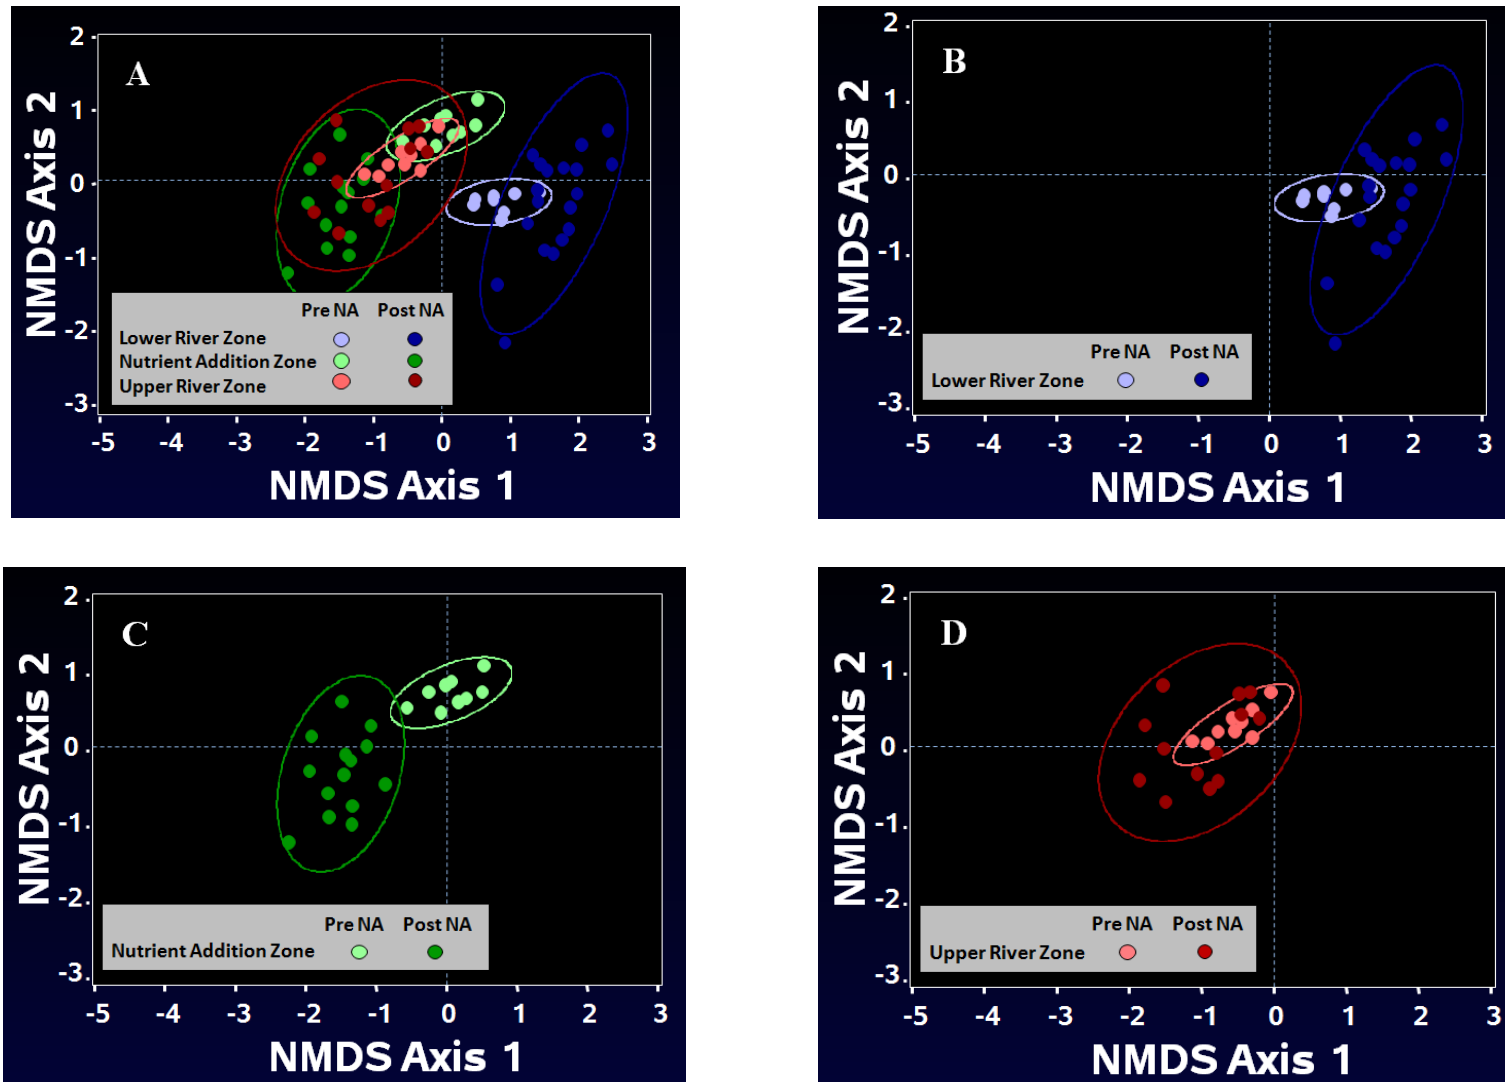 A
2
1
0
-1
-2
-3
NMDS Axis 2
Pre NA Post NA
Lower River Zone
Nutrient Addition Zone
Upper River Zone
-5 -4 -3 -2 -1 0 1 2 3
NMDS Axis 1
B
2
1
0
-1
-2
-3
NMDS Axis 2
Pre NA Post NA
Lower River Zone
-5 -4 -3 -2 -1 0 1 2 3
NMDS Axis 1
C
2
1
0
-1
-2
-3
NMDS Axis 2
Pre NA Post NA
Nutrient Addition Zone
-5 -4 -3 -2 -1 0 1 2 3
NMDS Axis 1
D
2
1
0
-1
-2
-3
NMDS Axis 2
Pre NA Post NA
Upper River Zone
-5 -4 -3 -2 -1 0 1 2 3
NMDS Axis 1